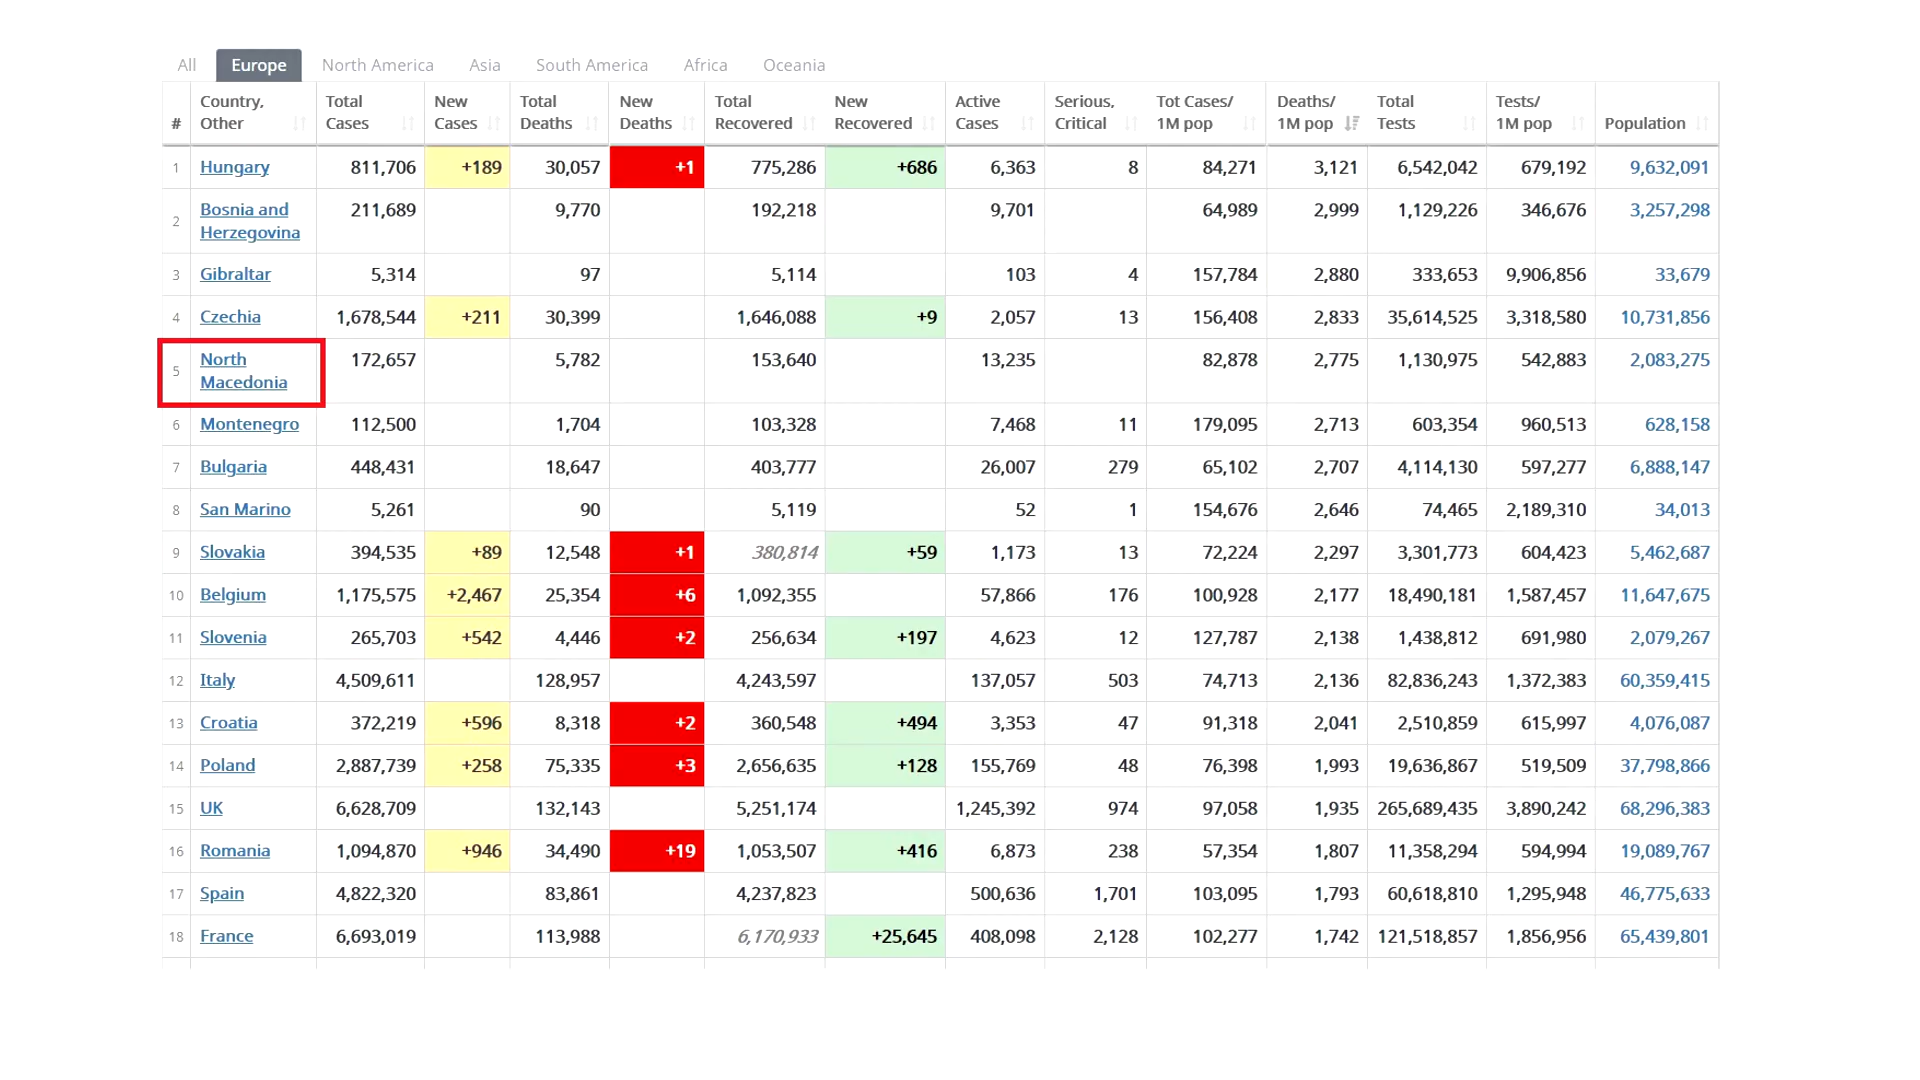 All Europe North America Asia South America Africa Oceania
# Country, Other Total Cases New Cases Total Deaths New Deaths Total Recovered New Recovered Active Cases Serious, Critical Tot Cases/ 1M pop Deaths/ 1M pop Total Tests Tests/ 1M pop Population
1 Hungary 811,706 +189 30,057 +1 775,286 +686 6,363 8 84,271 3,121 6,542,042 679,192 9,632,091
2 Bosnia and Herzegovina 211,689 9,770 192,218 9,701 64,989 2,999 1,129,226 346,676 3,257,298
3 Gibraltar 5,314 97 5,114 103 4 157,784 2,880 333,653 9,906,856 33,679
4 Czechia 1,678,544 +211 30,399 1,646,088 +9 2,057 13 156,408 2,833 35,614,525 3,318,580 10,731,856
5 North Macedonia 172,657 5,782 153,640 13,235 82,878 2,775 1,130,975 542,883 2,083,275
6 Montenegro 112,500 1,704 103,328 7,468 11 179,095 2,713 603,354 960,513 628,158
7 Bulgaria 448,431 18,647 403,777 26,007 279 65,102 2,707 4,114,130 597,277 6,888,147
8 San Marino 5,261 90 5,119 52 1 154,676 2,646 74,465 2,189,310 34,013
9 Slovakia 394,535 +89 12,548 +1 380,814 +59 1,173 13 72,224 2,297 3,301,773 604,423 5,462,687
10 Belgium 1,175,575 +2,467 25,354 +6 1,092,355 57,866 176 100,928 2,177 18,490,181 1,587,457 11,647,675
11 Slovenia 265,703 +542 4,446 +2 256,634 +197 4,623 12 127,787 2,138 1,438,812 691,980 2,079,267
12 Italy 4,509,611 128,957 4,243,597 137,057 503 74,713 2,136 82,836,243 1,372,383 60,359,415
13 Croatia 372,219 +596 8,318 +2 360,548 +494 3,353 47 91,318 2,041 2,510,859 615,997 4,076,087
14 Poland 2,887,739 +258 75,335 +3 2,656,635 +128 155,769 48 76,398 1,993 19,636,867 519,509 37,798,866
15 UK 6,628,709 132,143 5,251,174 1,245,392 974 97,058 1,935 265,689,435 3,890,242 68,296,383
16 Romania 1,094,870 +946 34,490 +19 1,053,507 +416 6,873 238 57,354 1,807 11,358,294 594,994 19,089,767
17 Spain 4,822,320 83,861 4,237,823 500,636 1,701 103,095 1,793 60,618,810 1,295,948 46,775,633
18 France 6,693,019 113,988 6,170,933 +25,645 408,098 2,128 102,277 1,742 121,518,857 1,856,956 65,439,801